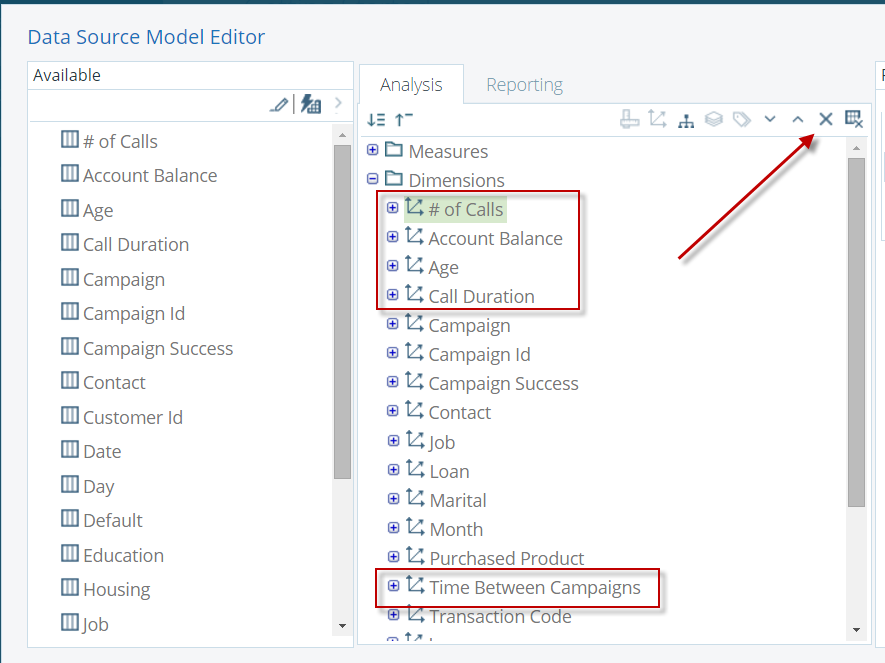 Data Source Model Editor
Available
# of Calls
Account Balance
Age
Call Duration
Campaign
Campaign Id
Campaign Success
Contact
Customer Id
Date
Day
Default
Education
Housing
Job
Analysis
Reporting
Measures
Dimensions
# of Calls
Account Balance
Age
Call Duration
Campaign
Campaign Id
Campaign Success
Contact
Job
Loan
Marital
Month
Purchased Product
Time Between Campaigns
Transaction Code